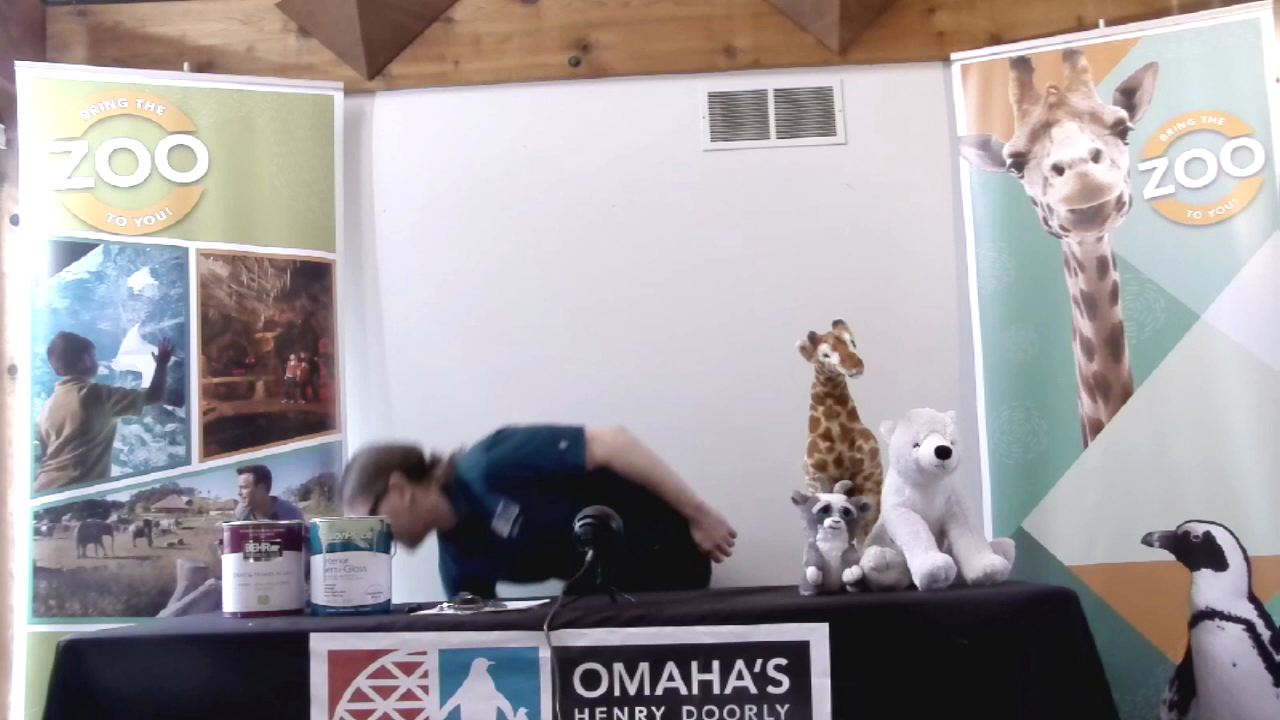 BRING THE
ZOO
TO YOU!
BRING THE
ZOO
TO YOU!
BEHR
Interior
Semi-Gloss
OMAHA'S
HENRY DOORLY